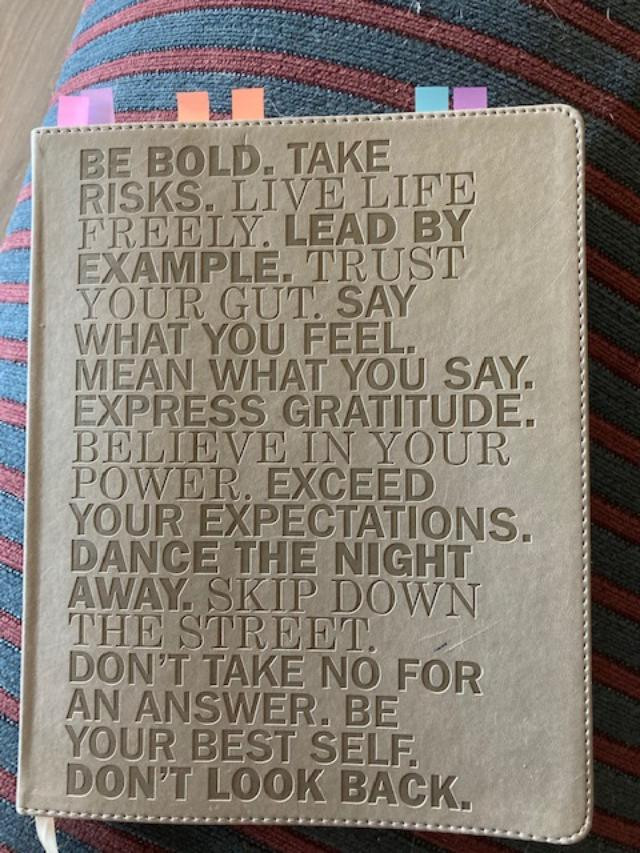 BE BOLD. TAKE
RISKS. LIVE LIFE
FREELY. LEAD BY
EXAMPLE. TRUST
YOUR GUT. SAY
WHAT YOU FEEL.
MEAN WHAT YOU SAY.
EXPRESS GRATITUDE.
BELIEVE IN YOUR
POWER. EXCEED
YOUR EXPECTATIONS.
DANCE THE NIGHT
AWAY. SKIP DOWN
THE STREET.
DON'T TAKE NO FOR
AN ANSWER. BE
YOUR BEST SELF.
DON'T LOOK BACK.